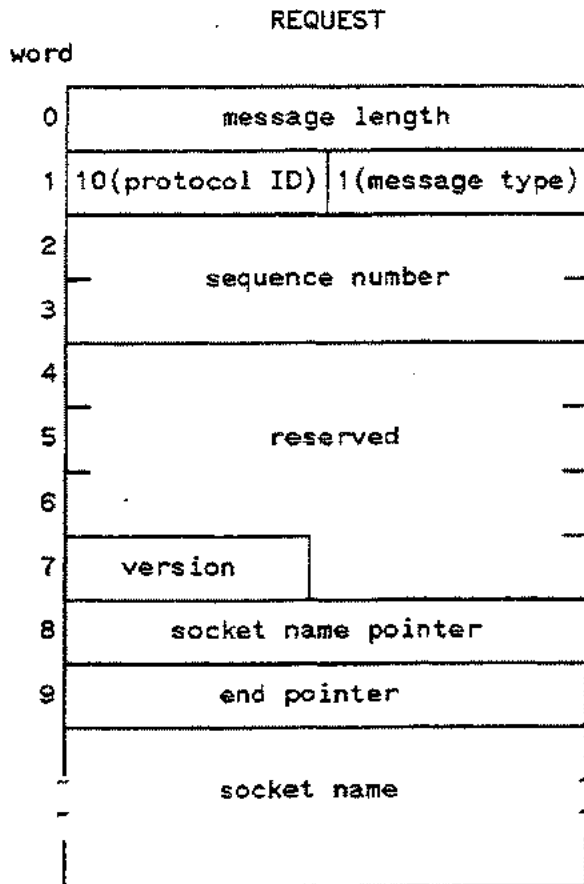 REQUEST
word
0 message length
1 10(protocol ID) 1(message type)
2
sequence number
3
4
5 reserved
6
7 version
8 socket name pointer
9 end pointer
socket name